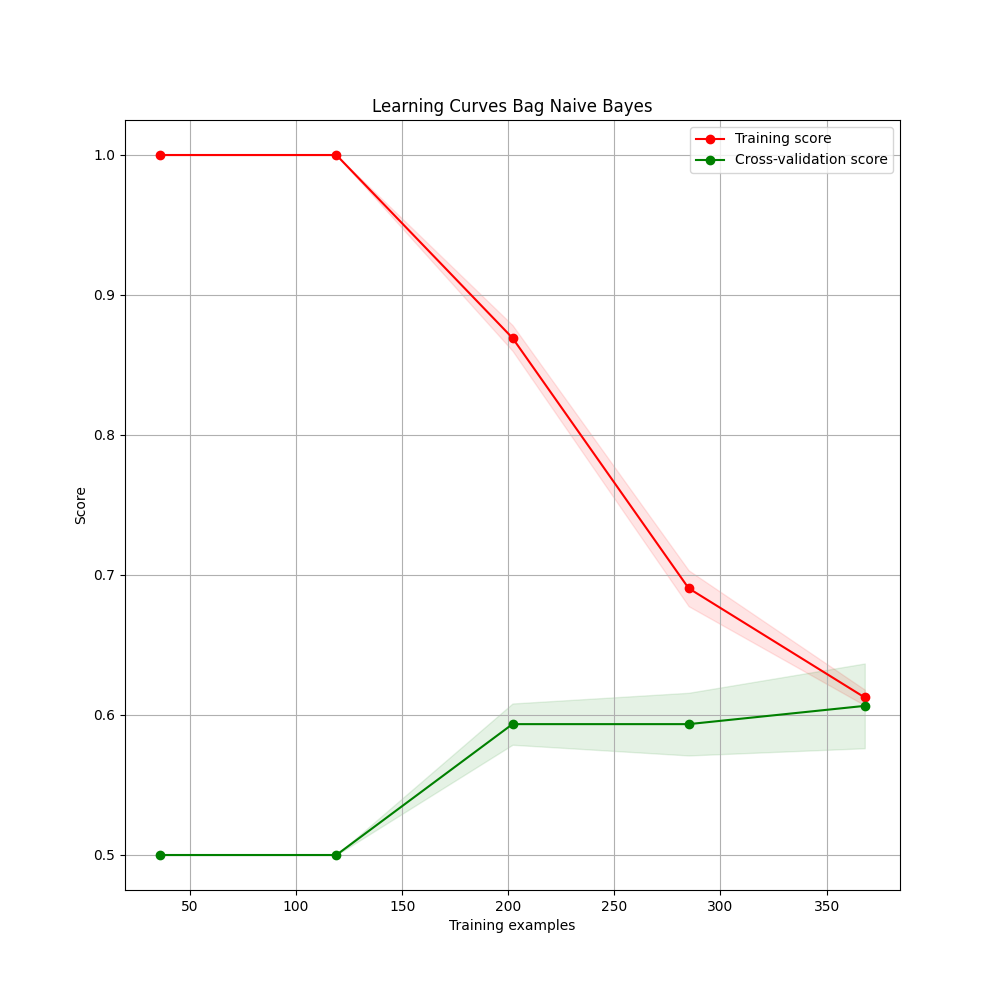 Learning Curves Bag Naive Bayes
Training score
Cross-validation score
1.0
0.9
0.8
0.7
0.6
0.5
Score
50 100 150 200 250 300 350
Training examples